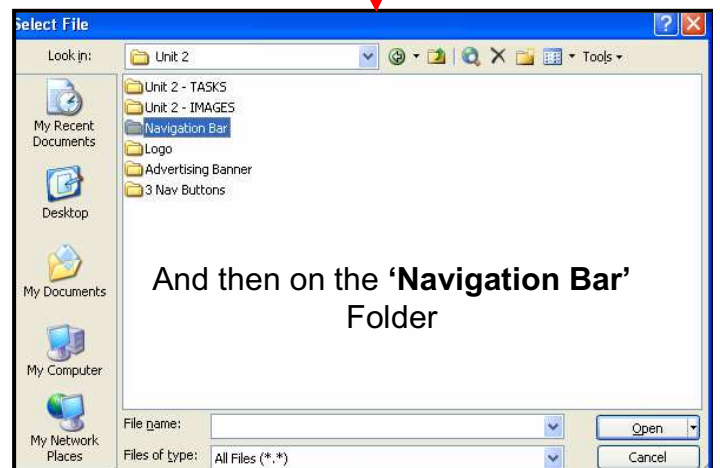 Select File
Look in:
Unit 2
Tools
My Recent
Documents
Desktop
My Documents
My Computer
My Network
Places
Unit 2 - TASKS
Unit 2 - IMAGES
Navigation Bar
Logo
Advertising Banner
3 Nav Buttons
And then on the ‘Navigation Bar’
Folder
File name:
Open
Files of type:
All Files (*.*)
Cancel